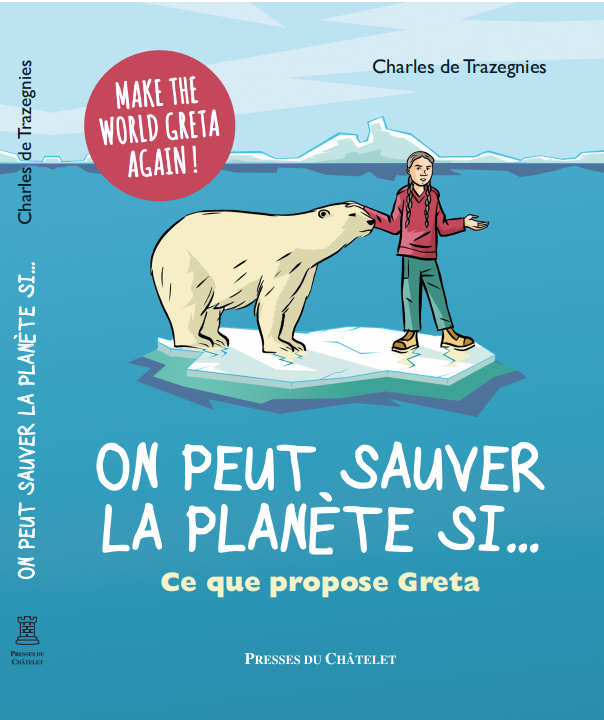 Charles de Trazegnies
MAKE THE
WORLD GRETA
AGAIN !
ON PEUT SAUVER
LA PLANÈTE SI...
Ce que propose Greta
PRESSES DU CHÂTELET
Charles de Trazegnies
ON PEUT SAUVER LA PLANÈTE SI...
PRESSES DU
CHÂTELET